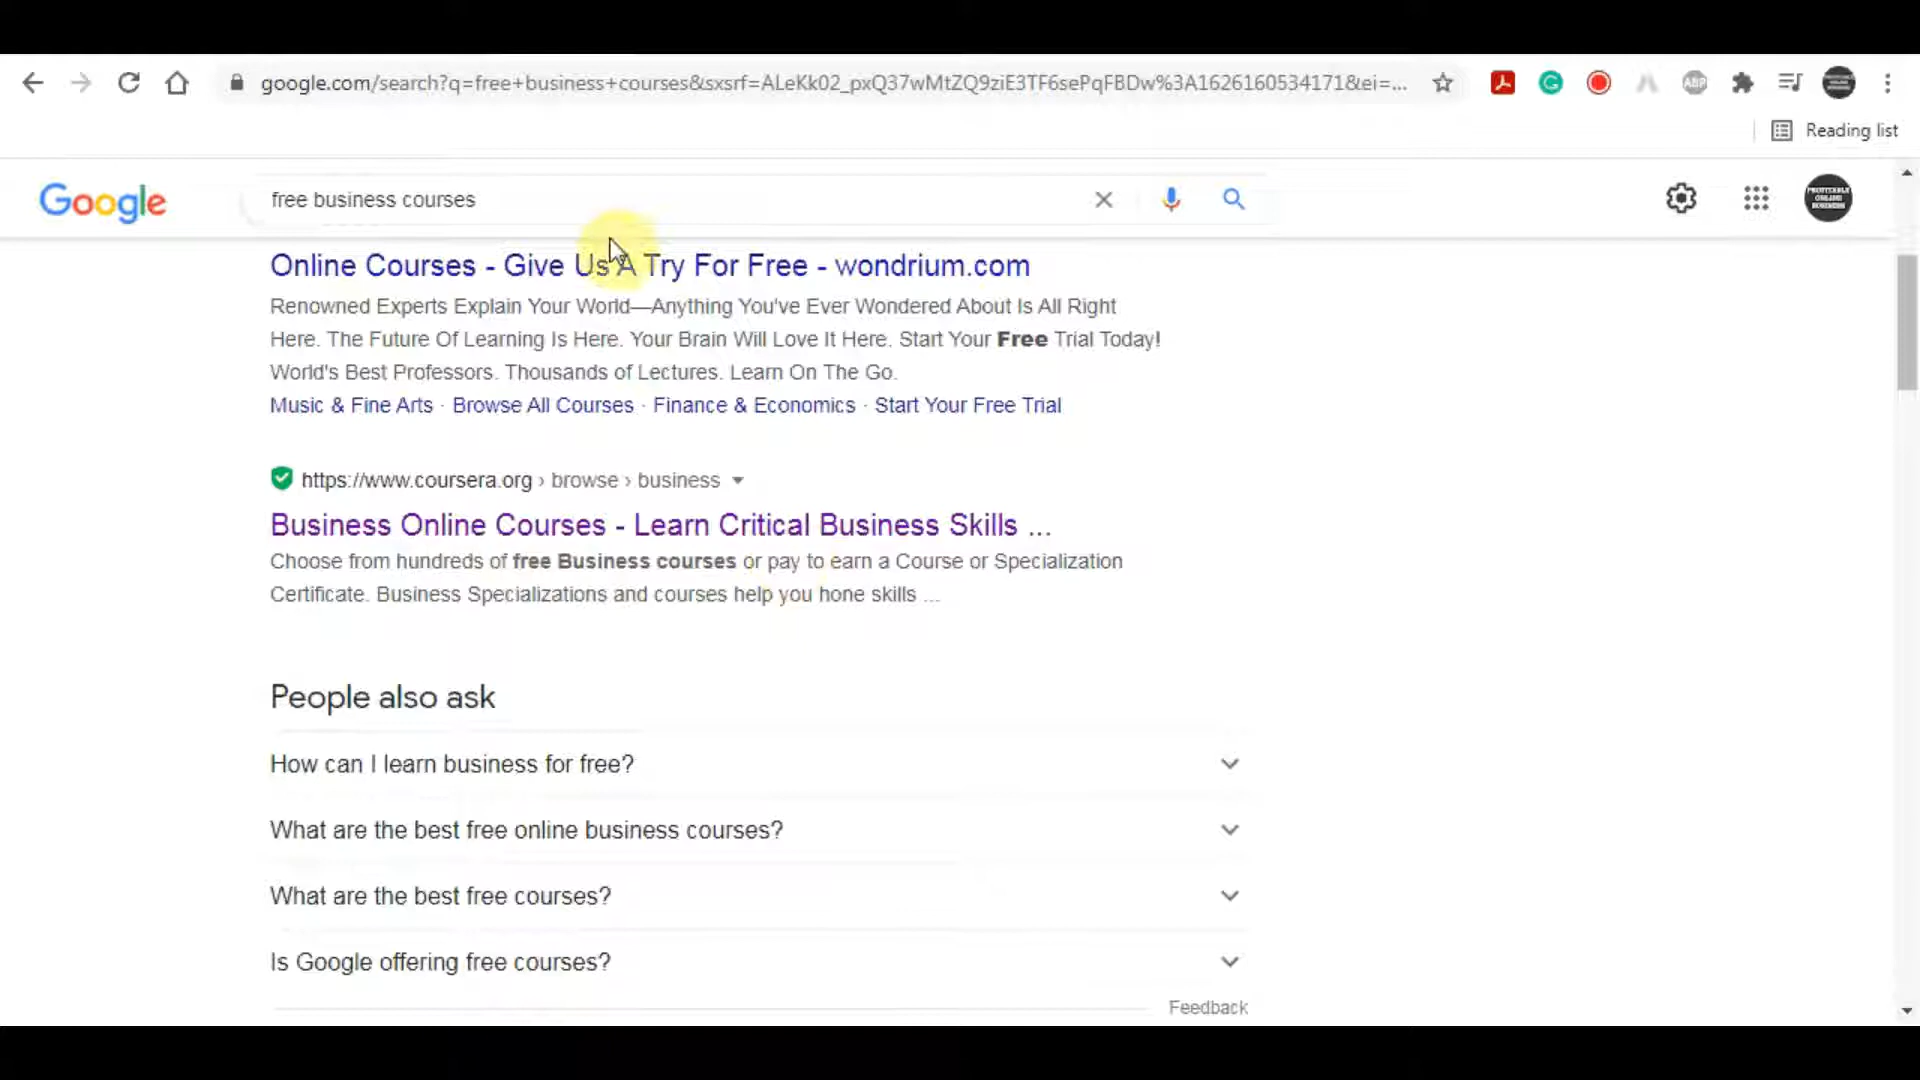 google.com/search?q=free+business+courses&sxsrf=ALeKk02_pxQ37wMtZQ9ziE3TF6sePqFBDw%3A1626160534171&ei=...
ABP
Reading list
Google
free business courses
PROFITABLE
ONLINE
BUSINESS
Online Courses - Give Us A Try For Free - wondrium.com
Renowned Experts Explain Your World—Anything You've Ever Wondered About Is All Right
Here. The Future Of Learning Is Here. Your Brain Will Love It Here. Start Your Free Trial Today!
World's Best Professors. Thousands of Lectures. Learn On The Go.
Music & Fine Arts · Browse All Courses · Finance & Economics · Start Your Free Trial
https://www.coursera.org › browse › business
Business Online Courses - Learn Critical Business Skills ...
Choose from hundreds of free Business courses or pay to earn a Course or Specialization
Certificate. Business Specializations and courses help you hone skills ...
People also ask
How can I learn business for free?
What are the best free online business courses?
What are the best free courses?
Is Google offering free courses?
Feedback